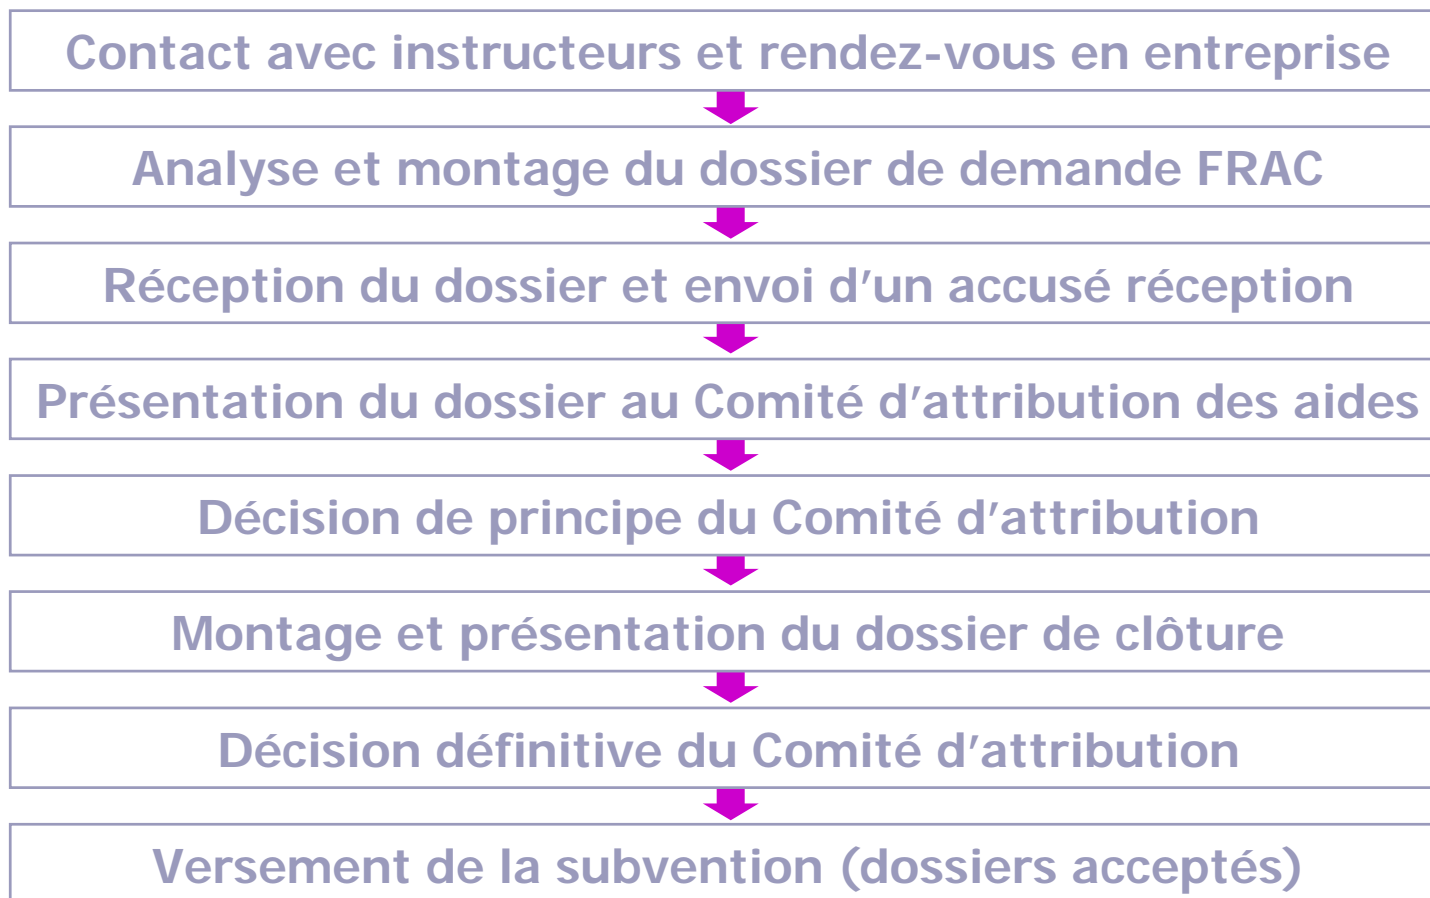 Contact avec instructeurs et rendez-vous en entreprise
Analyse et montage du dossier de demande FRAC
Réception du dossier et envoi d’un accusé réception
Présentation du dossier au Comité d’attribution des aides
Décision de principe du Comité d’attribution
Montage et présentation du dossier de clôture
Décision définitive du Comité d’attribution
Versement de la subvention (dossiers acceptés)